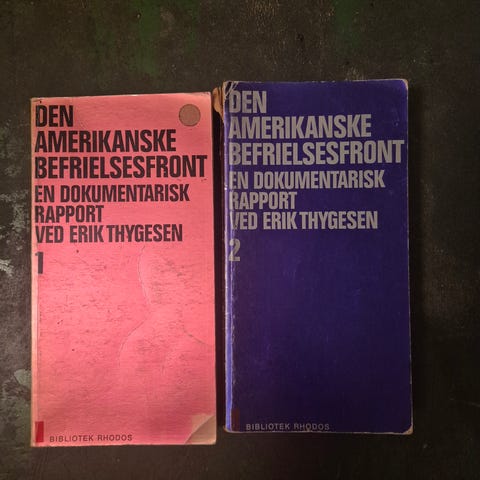 DEN
AMERIKANSKE
BEFRIELSESFRONT
EN DOKUMENTARISK
RAPPORT
VED ERIK THYGESEN
1
BIBLIOTEK RHODOS
DEN
AMERIKANSKE
BEFRIELSESFRONT
EN DOKUMENTARISK
RAPPORT
VED ERIK THYGESEN
2
BIBLIOTEK RHODOS